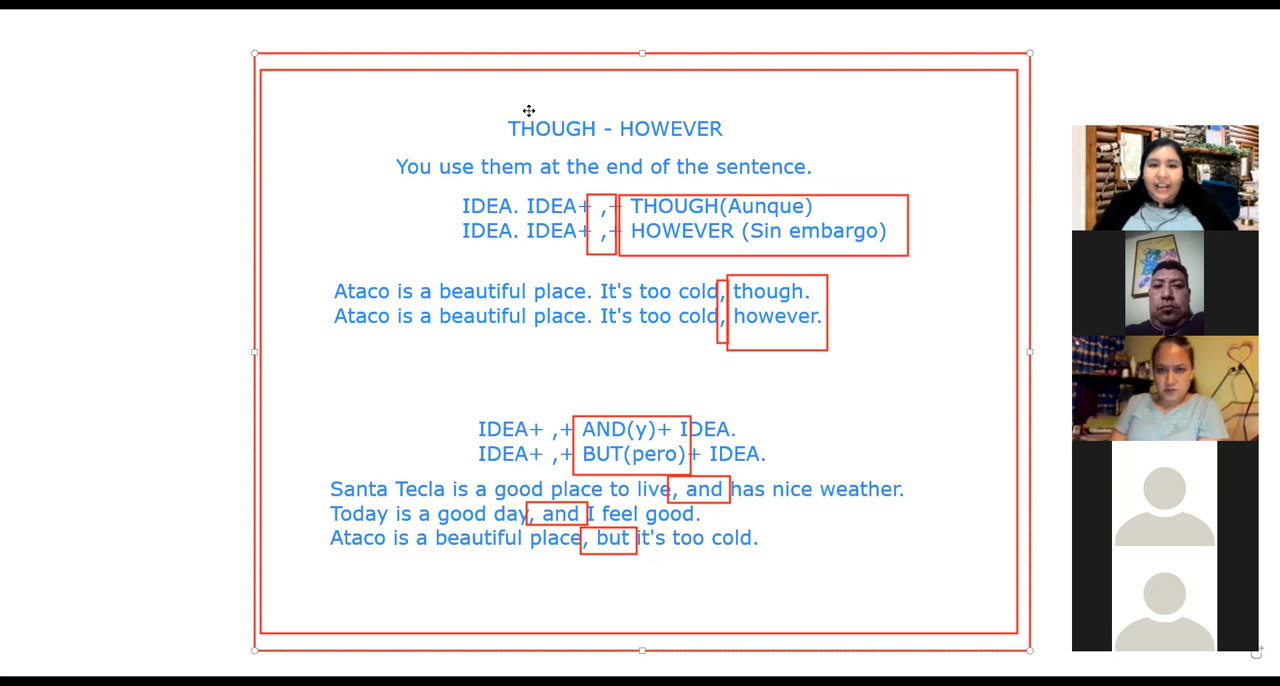 THOUGH - HOWEVER
You use them at the end of the sentence.
IDEA. IDEA+ ,+ THOUGH(Aunque)
IDEA. IDEA+ ,+ HOWEVER (Sin embargo)
Ataco is a beautiful place. It's too cold, though.
Ataco is a beautiful place. It's too cold, however.
IDEA+ ,+ AND(y)+ IDEA.
IDEA+ ,+ BUT(pero)+ IDEA.
Santa Tecla is a good place to live, and has nice weather.
Today is a good day, and I feel good.
Ataco is a beautiful place, but it's too cold.